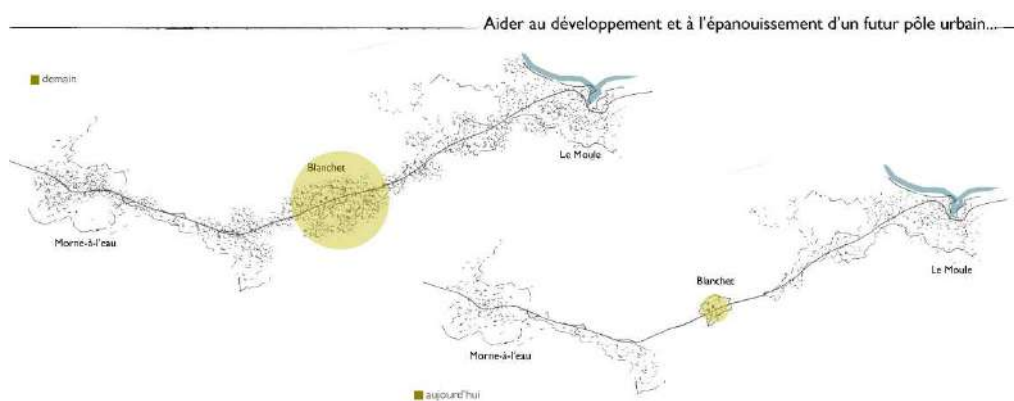 Aider au développement et à l'épanouissement d'un futur pôle urbain...
demain
Blanchet
Le Moule
Morne-à-l'eau
Blanchet
Le Moule
Morne-à-l'eau
aujourd'hui